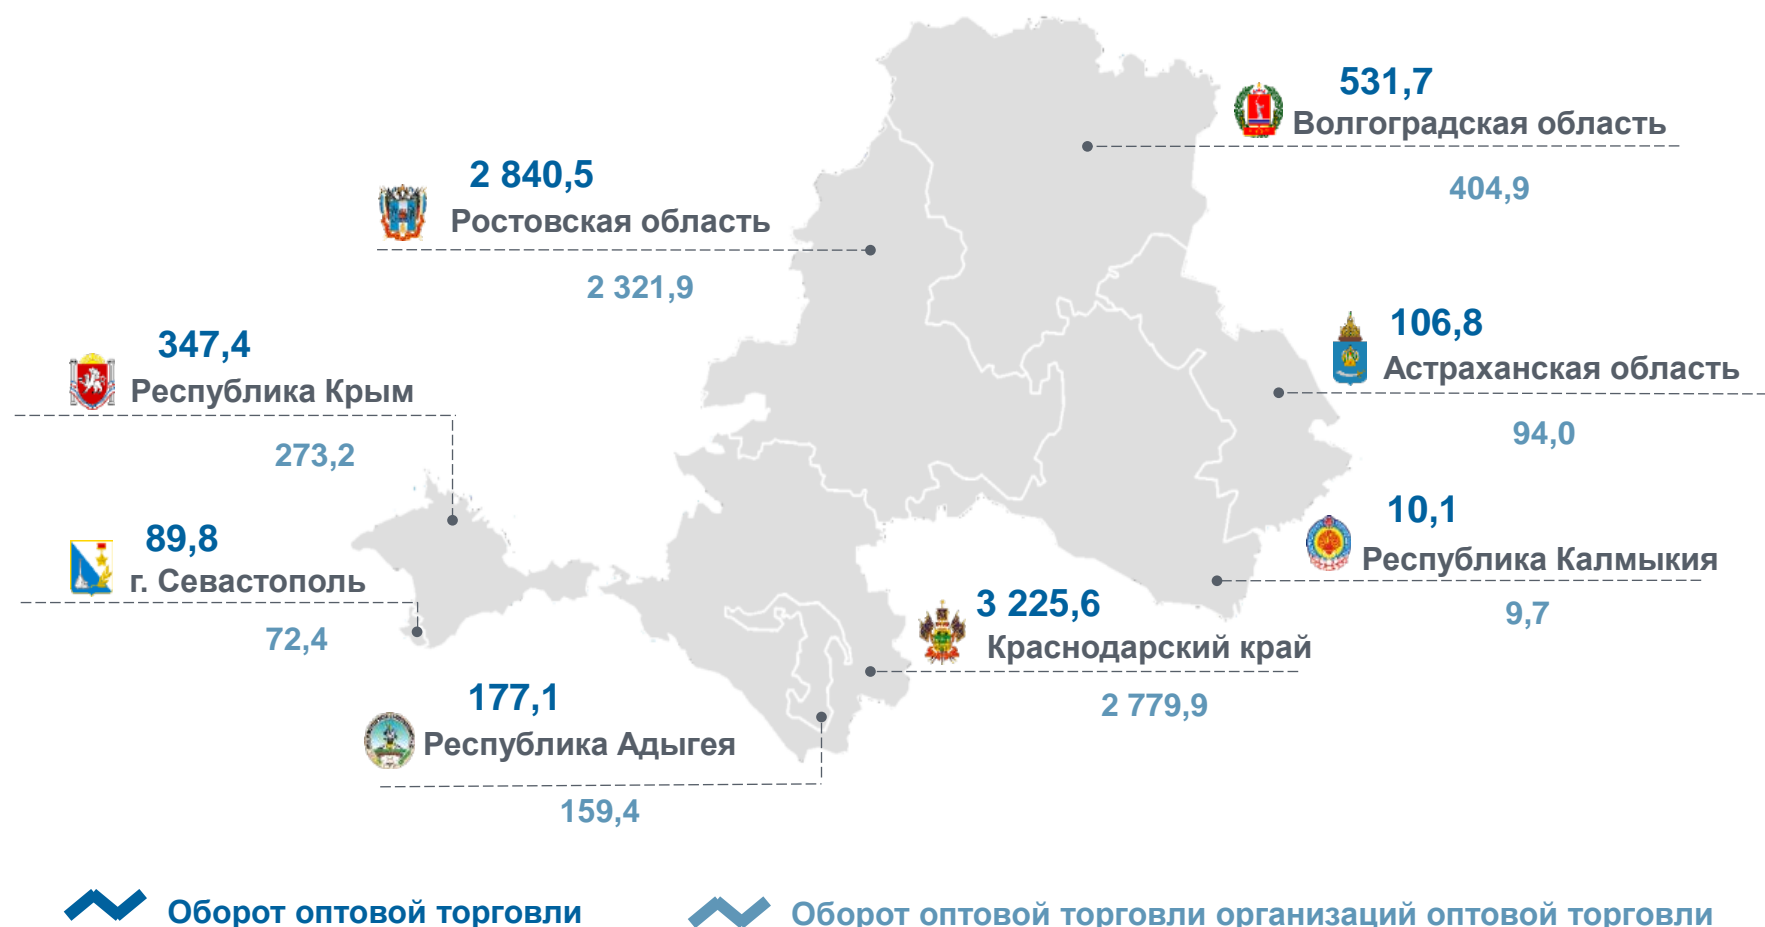 531,7
Волгоградская область
404,9
2 840,5
Ростовская область
2 321,9
106,8
Астраханская область
94,0
347,4
Республика Крым
273,2
10,1
Республика Калмыкия
9,7
89,8
г. Севастополь
72,4
3 225,6
Краснодарский край
2 779,9
177,1
Республика Адыгея
159,4
Оборот оптовой торговли
Оборот оптовой торговли организаций оптовой торговли